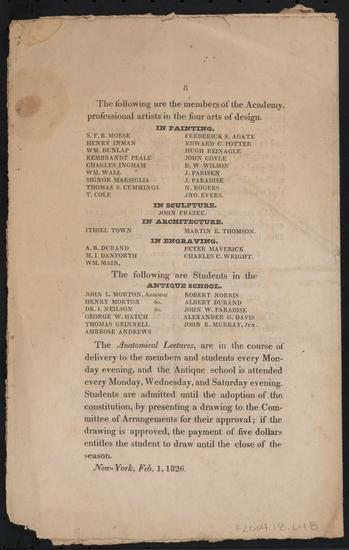 8
The following are the members of the Academy,
professional artists in the four arts of design.
IN PAINTING.
S. F. B. MORSE FREDERICK S. AGATE
HENRY INMAN EDWARD C. POTTER
WM. DUNLAP HUGH REINAGLE
REMBRANDT PEALE JOHN COYLE
CHARLES INGHAM D. W. WILSON
WM. WALL J. PARISEN
SIGNOR MARSIGLIA J. PARADISE
THOMAS S. CUMMINGS N. ROGERS
T. COLE JNO. EVERS.
IN SCULPTURE.
JOHN FRAZEE.
IN ARCHITECTURE.
ITHIEL TOWN MARTIN E. THOMSON.
IN ENGRAVING.
A. B. DURAND PETER MAVERICK
M. I. DANFORTH CHARLES C. WRIGHT.
WM. MAIN,
The following are Students in the
ANTIQUE SCHOOL.
JOHN L. MORTON, Amateur ROBERT NORRIS
HENRY MORTON do. ALBERT DURAND
DR. I. NEILSON do. JOHN W. PARADISE
GEORGE W. HATCH ALEXANDER G. DAVIS
THOMAS GRINNELL JOHN R. MURRAY, Jun.
AMBROSE ANDREWS
The Anatomical Lectures, are in the course of
delivery to the members and students every Mon-
day evening, and the Antique school is attended
every Monday, Wednesday, and Saturday evening.
Students are admitted until the adoption of the
constitution, by presenting a drawing to the Com-
mittee of Arrangements for their approval; if the
drawing is approved, the payment of five dollars
entitles the student to draw until the close of the
season.
New-York, Feb. 1, 1826.
F2014.18.648